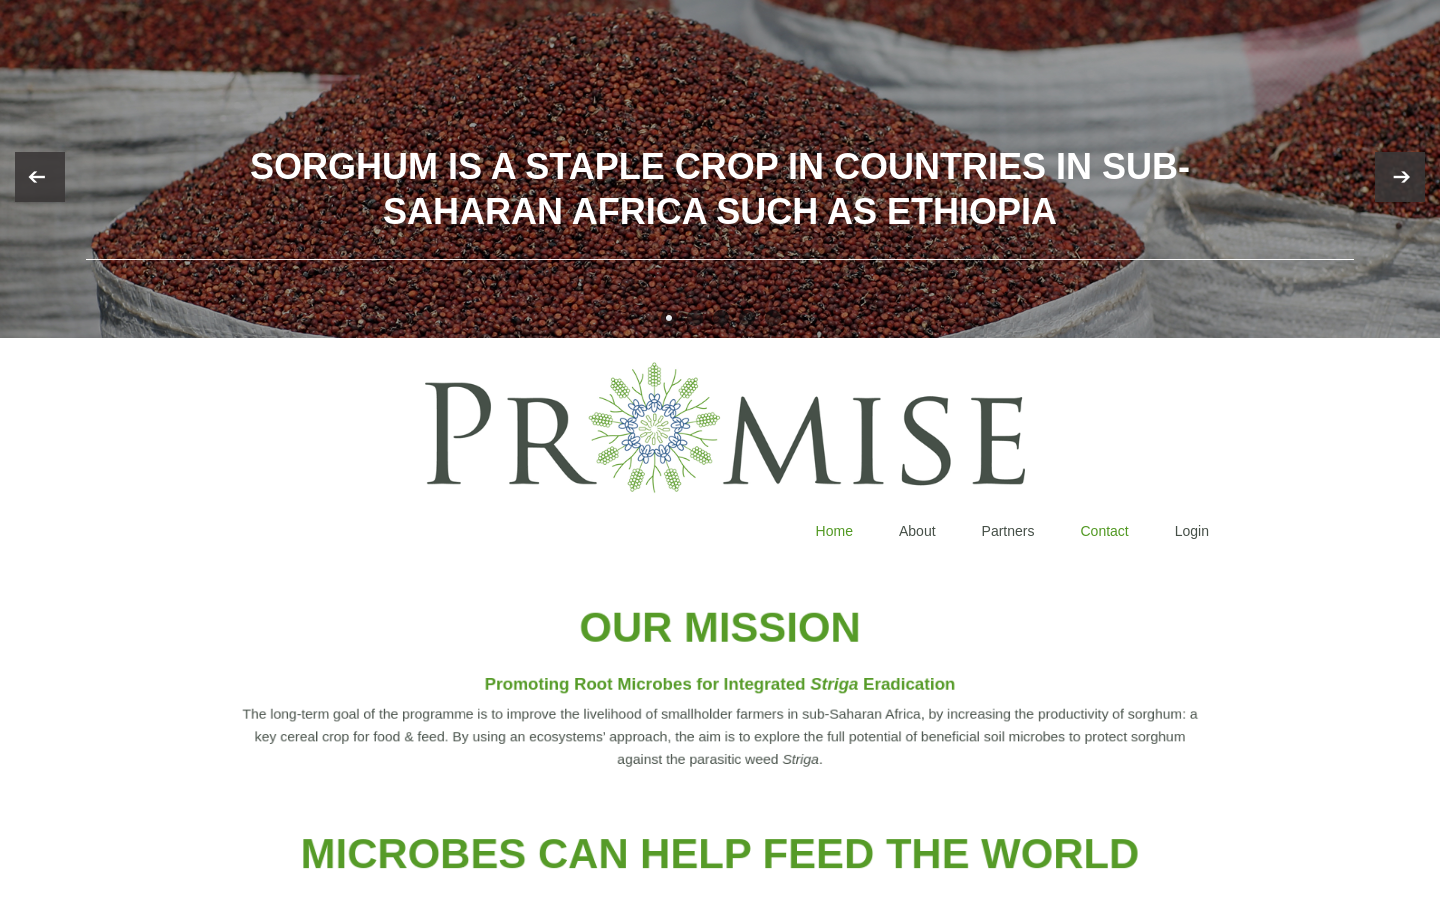 SORGHUM IS A STAPLE CROP IN COUNTRIES IN SUB-
SAHARAN AFRICA SUCH AS ETHIOPIA
PROMISE
Home About Partners Contact Login
OUR MISSION
Promoting Root Microbes for Integrated Striga Eradication
The long-term goal of the programme is to improve the livelihood of smallholder farmers in sub-Saharan Africa, by increasing the productivity of sorghum: a
key cereal crop for food & feed. By using an ecosystems' approach, the aim is to explore the full potential of beneficial soil microbes to protect sorghum
against the parasitic weed Striga.
MICROBES CAN HELP FEED THE WORLD